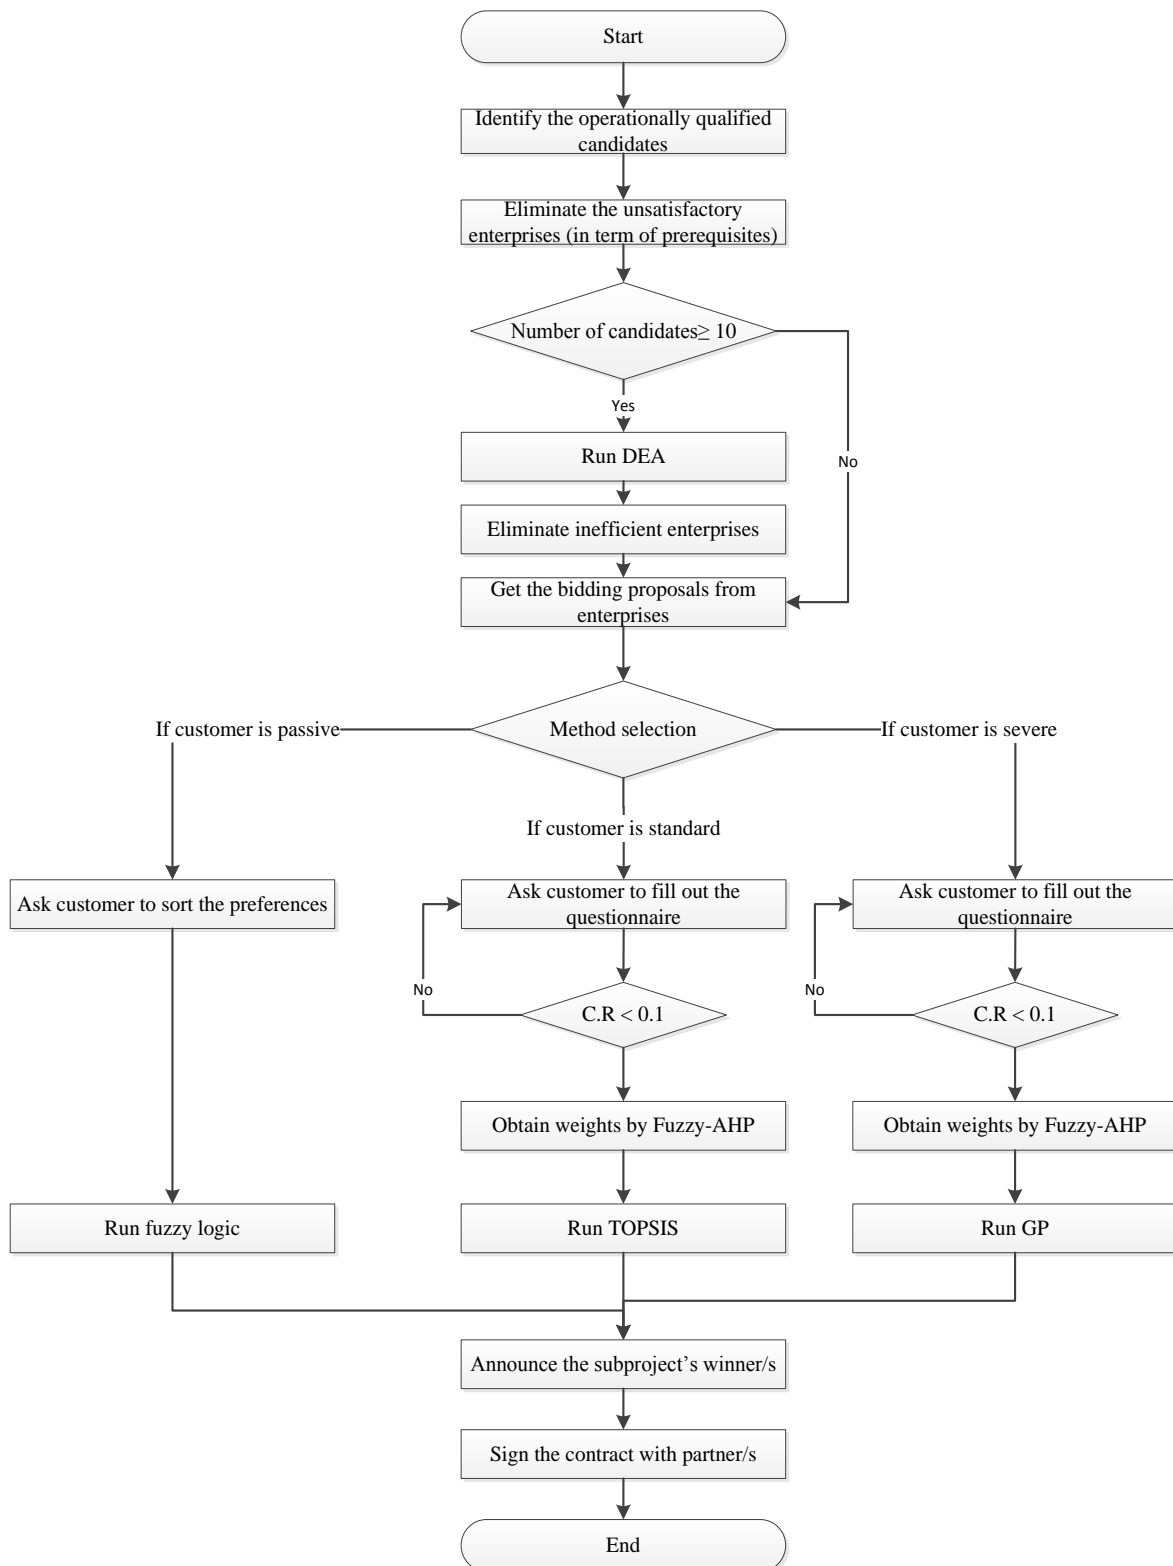 Start
Identify the operationally qualified
candidates
Eliminate the unsatisfactory
enterprises (in term of prerequisites)
Number of candidates≥ 10
Yes
Run DEA
No
Eliminate inefficient enterprises
Get the bidding proposals from
enterprises
If customer is passive
Method selection
If customer is severe
If customer is standard
Ask customer to sort the preferences
Ask customer to fill out the
questionnaire
Ask customer to fill out the
questionnaire
No
C.R < 0.1
No
C.R < 0.1
Obtain weights by Fuzzy-AHP
Obtain weights by Fuzzy-AHP
Run fuzzy logic
Run TOPSIS
Run GP
Announce the subproject’s winner/s
Sign the contract with partner/s
End